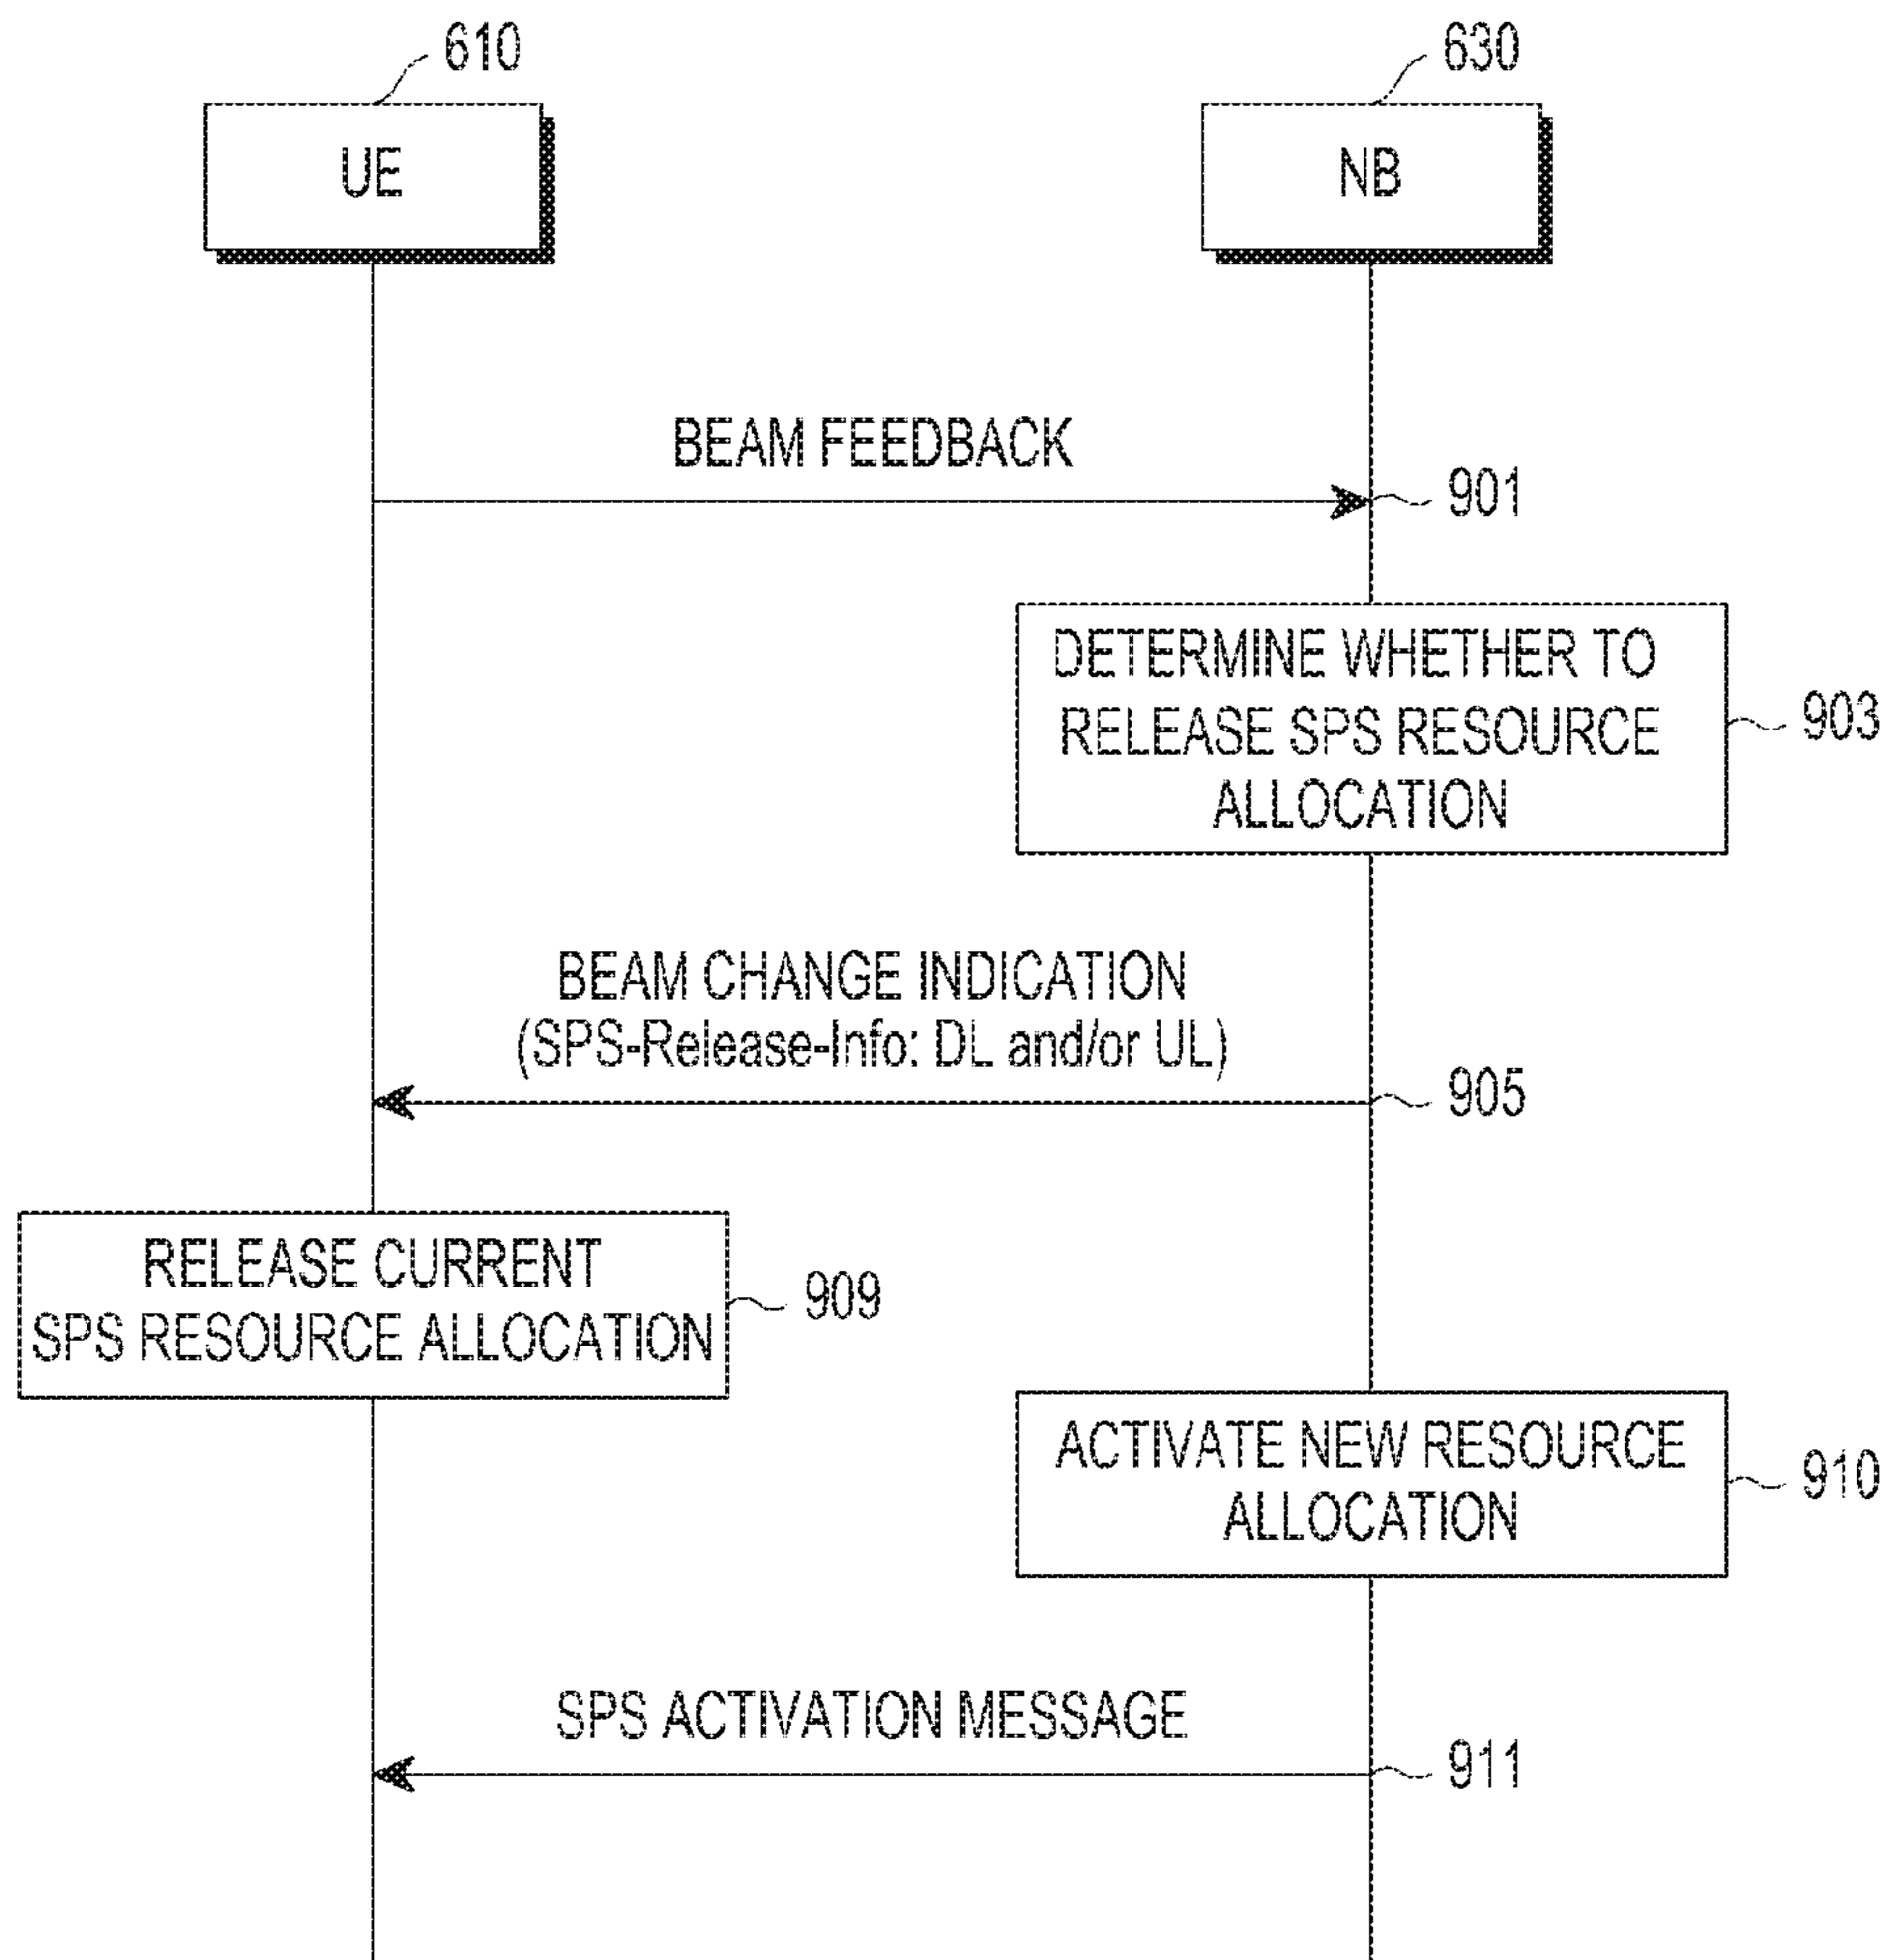 610
630
UE
NB
BEAM FEEDBACK
901
DETERMINE WHETHER TO
RELEASE SPS RESOURCE
ALLOCATION
903
BEAM CHANGE INDICATION
(SPS-Release-Info: DL and/or UL)
905
RELEASE CURRENT
SPS RESOURCE ALLOCATION
909
ACTIVATE NEW RESOURCE
ALLOCATION
910
SPS ACTIVATION MESSAGE
911